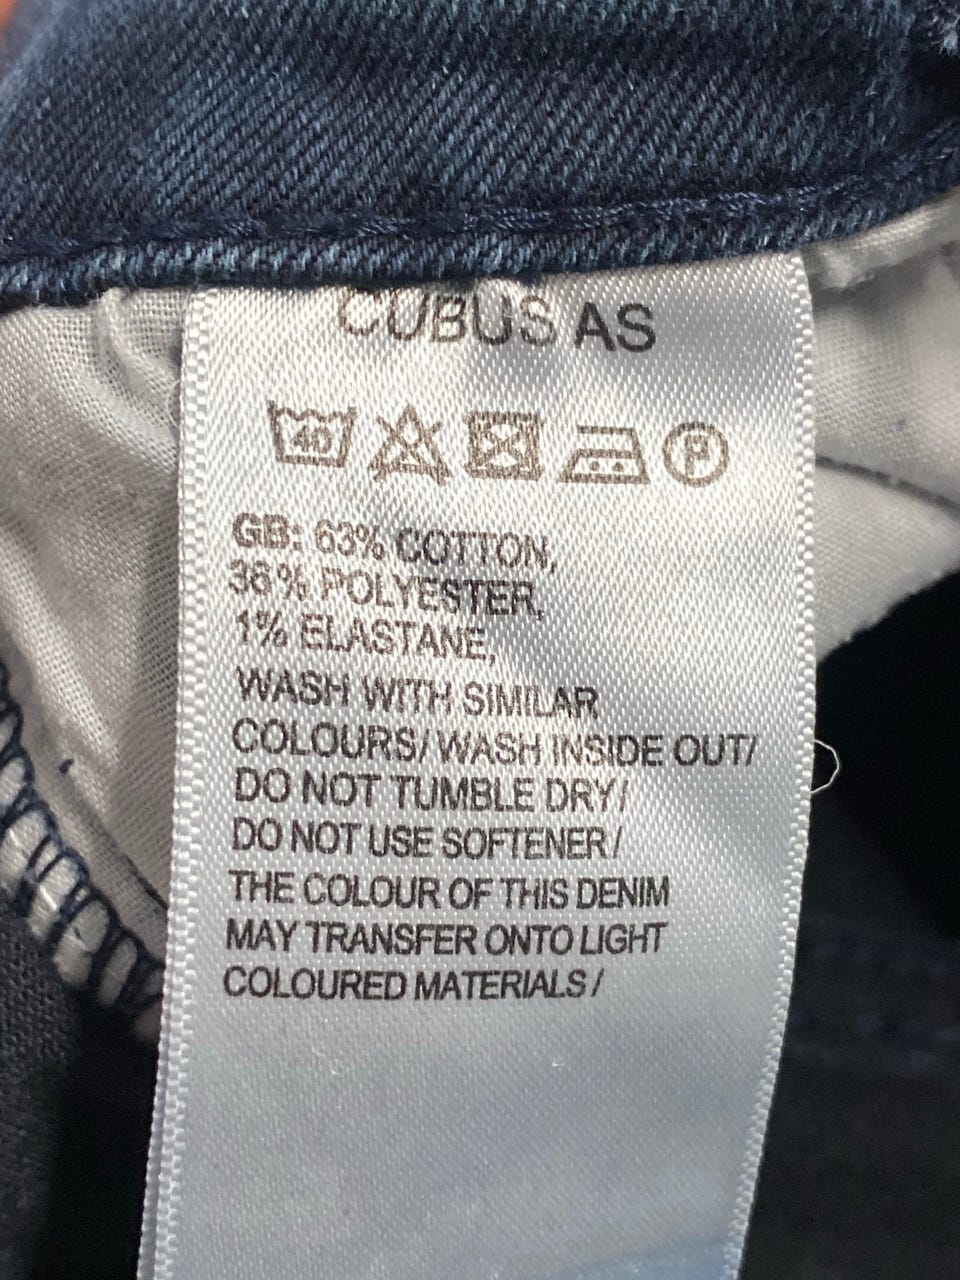 CUBUS AS
40 P
GB: 63% COTTON,
36% POLYESTER,
1% ELASTANE,
WASH WITH SIMILAR
COLOURS/ WASH INSIDE OUT/
DO NOT TUMBLE DRY/
DO NOT USE SOFTENER/
THE COLOUR OF THIS DENIM
MAY TRANSFER ONTO LIGHT
COLOURED MATERIALS/